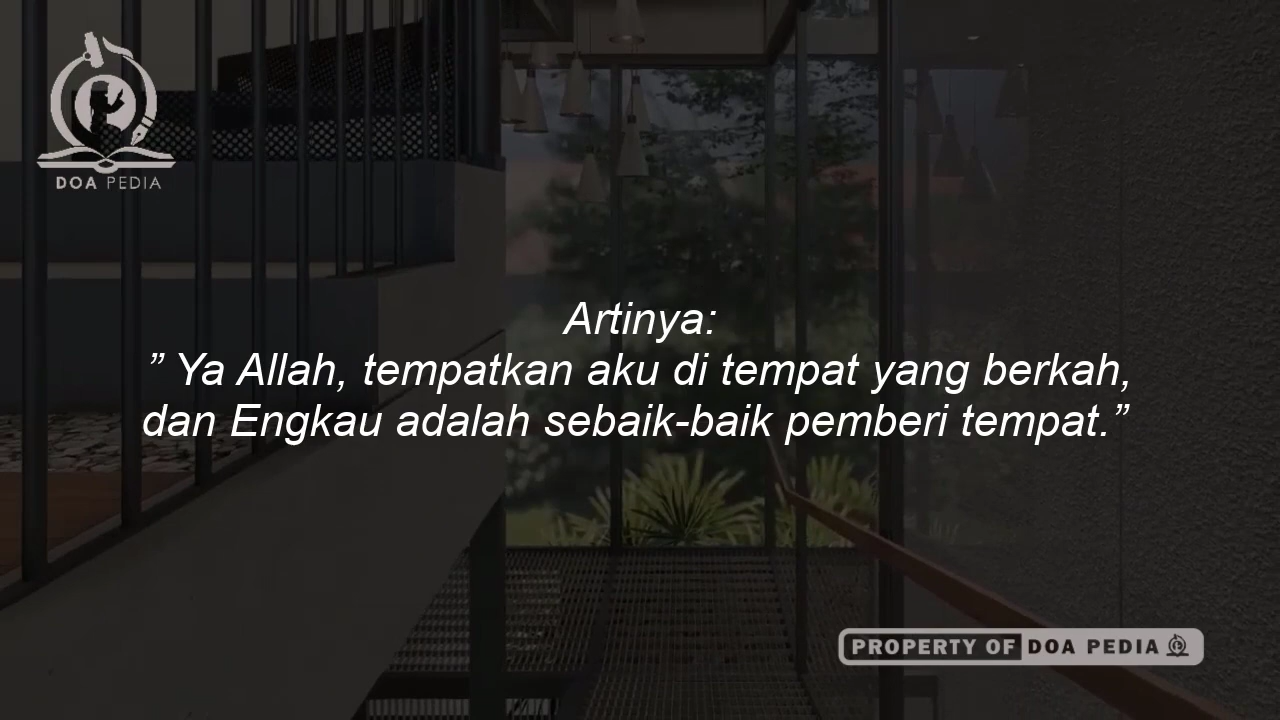 DOA PEDIA
Artinya:
” Ya Allah, tempatkan aku di tempat yang berkah,
dan Engkau adalah sebaik-baik pemberi tempat.”
PROPERTY OF DOA PEDIA